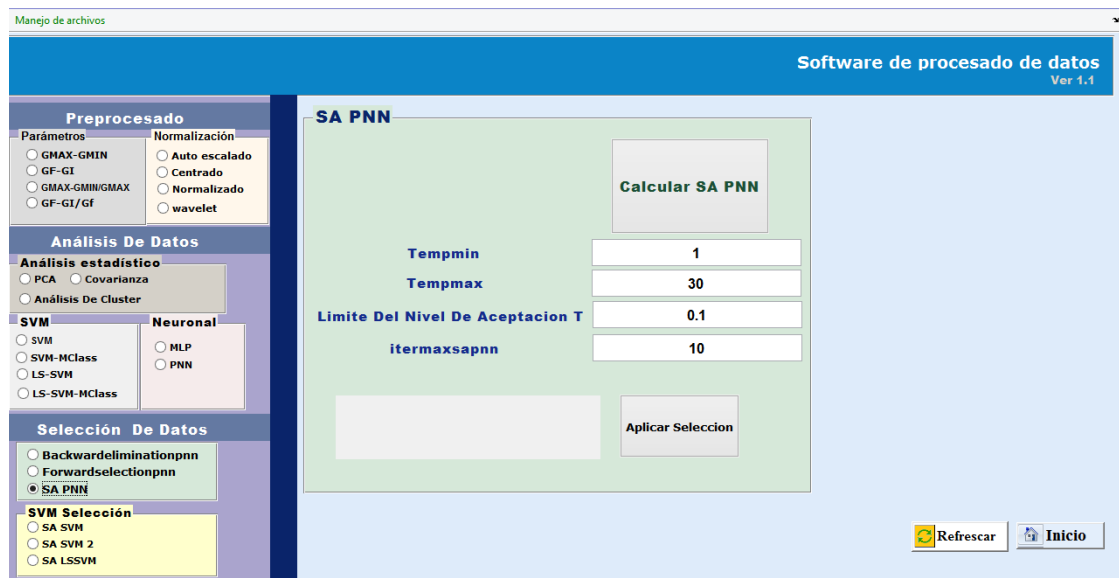 Manejo de archivos
Software de procesado de datos
Ver 1.1
Preprocesado
Parámetros
GMAX-GMIN
GF-GI
GMAX-GMIN/GMAX
GF-GI/Gf
Normalización
Auto escalado
Centrado
Normalizado
wavelet
Análisis De Datos
Análisis estadístico
PCA Covarianza
Análisis De Cluster
SVM
SVM
SVM-MClass
LS-SVM
LS-SVM-MClass
Neuronal
MLP
PNN
Selección De Datos
Backwardeliminationpnn
Forwardselectionpnn
SA PNN
SVM Selección
SA SVM
SA SVM 2
SA LSSVM
SA PNN
Calcular SA PNN
Tempmin 1
Tempmax 30
Limite Del Nivel De Aceptacion T 0.1
itermaxsapnn 10
Aplicar Seleccion
Refrescar
Inicio